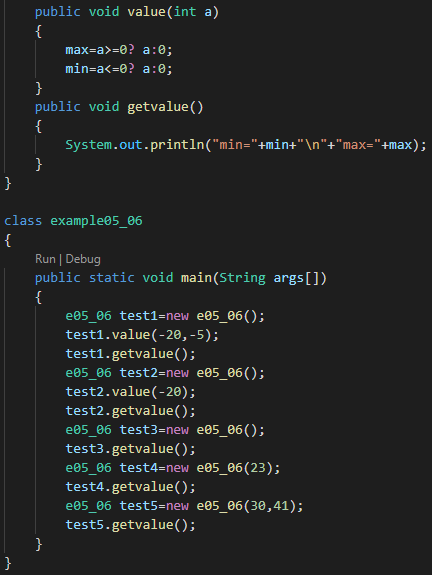 public void value(int a)
{
max=a>=0? a:0;
min=a<=0? a:0;
}
public void getvalue()
{
System.out.println("min="+min+"\n"+"max="+max);
}
}
class example05_06
{
Run | Debug
public static void main(String args[])
{
e05_06 test1=new e05_06();
test1.value(-20,-5);
test1.getvalue();
e05_06 test2=new e05_06();
test2.value(-20);
test2.getvalue();
e05_06 test3=new e05_06();
test3.getvalue();
e05_06 test4=new e05_06(23);
test4.getvalue();
e05_06 test5=new e05_06(30,41);
test5.getvalue();
}
}